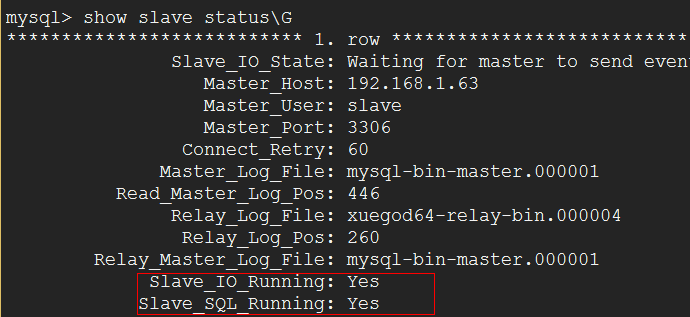 mysql> show slave status\G
*************************** 1. row ***************************
Slave_IO_State: Waiting for master to send even
Master_Host: 192.168.1.63
Master_User: slave
Master_Port: 3306
Connect_Retry: 60
Master_Log_File: mysql-bin-master.000001
Read_Master_Log_Pos: 446
Relay_Log_File: xuegod64-relay-bin.000004
Relay_Log_Pos: 260
Relay_Master_Log_File: mysql-bin-master.000001
Slave_IO_Running: Yes
Slave_SQL_Running: Yes